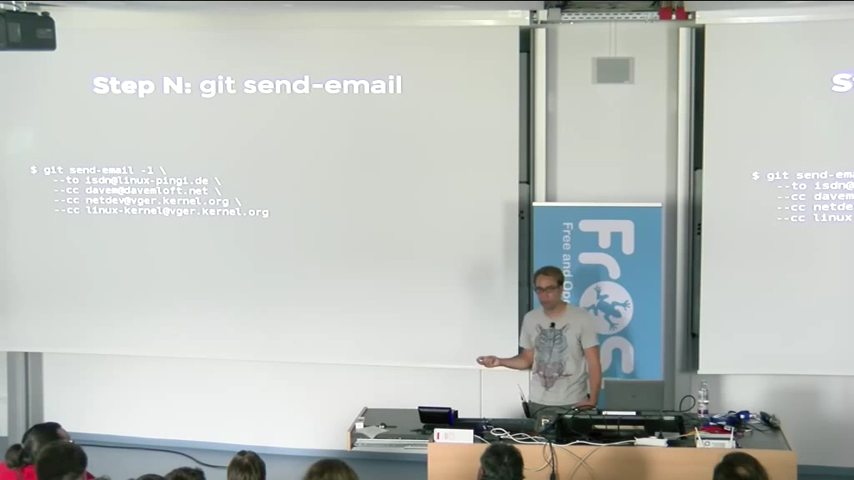 Step N: git send-email
$ git send-email -1 \
--to isdn@linux-pingi.de \
--cc davem@davemloft.net \
--cc netdev@vger.kernel.org \
--cc linux-kernel@vger.kernel.org
S
$ git send-ema
--to isdn@
--cc davem
--cc netde
--cc linux
Free and Op
FrOSC